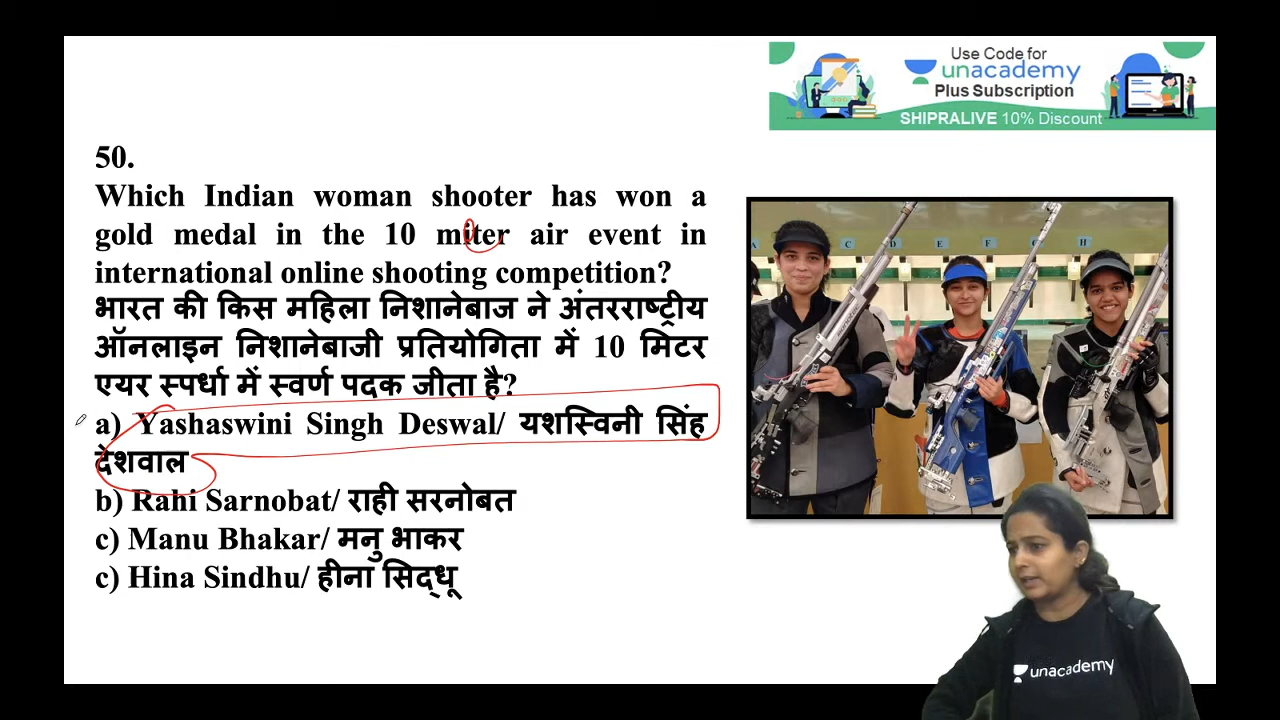 Use Code for
unacademy
Plus Subscription
SHIPRALIVE 10% Discount
50.
Which Indian woman shooter has won a
gold medal in the 10 miter air event in
international online shooting competition?
भारत की किस महिला निशानेबाज ने अंतरराष्ट्रीय
ऑनलाइन निशानेबाजी प्रतियोगिता में 10 मिटर
एयर स्पर्धा में स्वर्ण पदक जीता है?
a) Yashaswini Singh Deswal/ यशस्विनी सिंह
देशवाल
b) Rahi Sarnobat/ राही सरनोबत
c) Manu Bhakar/ मनु भाकर
c) Hina Sindhu/ हीना सिद्धू
A C D E F G H
unacademy